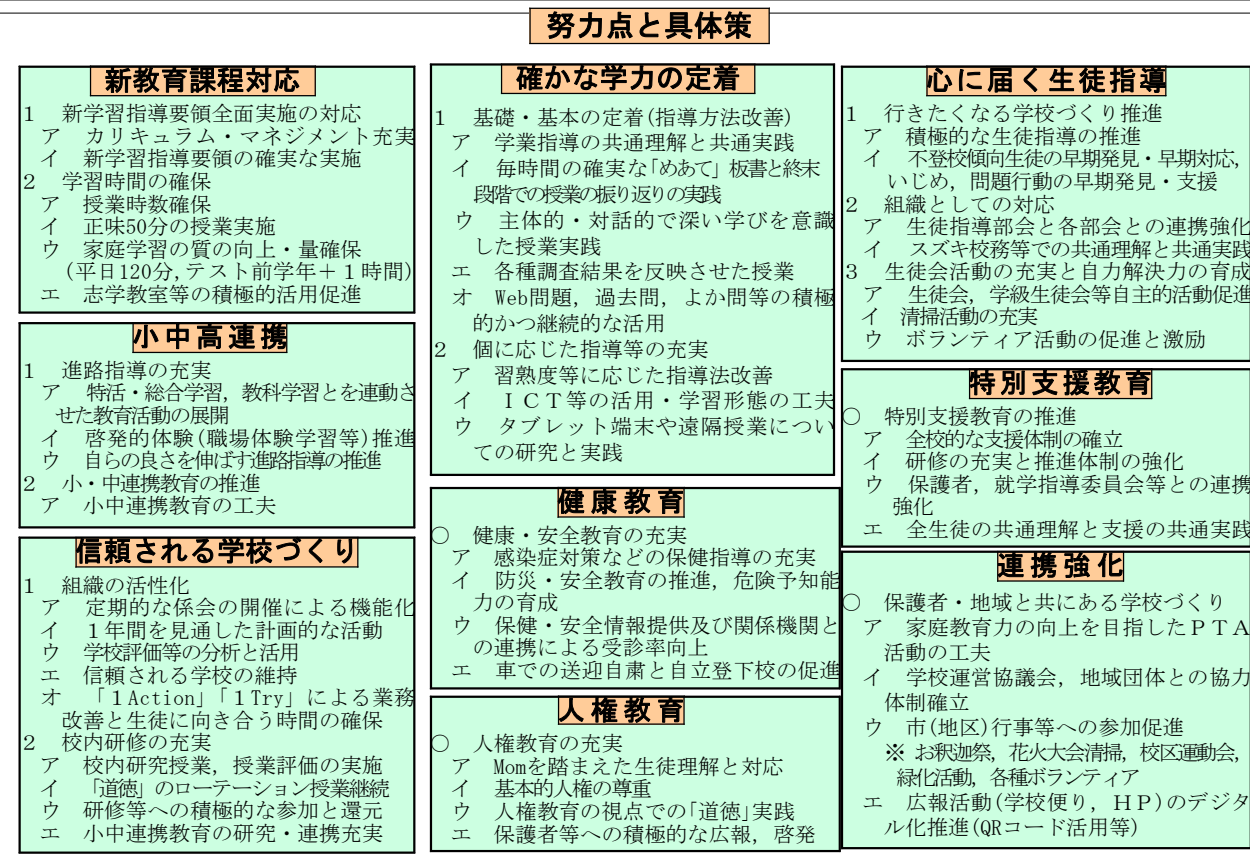 努力点と具体策
新教育課程対応
1 新学習指導要領全面実施の対応
ア カリキュラム・マネジメント充実
イ 新学習指導要領の確実な実施
2 学習時間の確保
ア 授業時数確保
イ 正味50分の授業実施
ウ 家庭学習の質の向上・量確保
(平日120分,テスト前学年+1時間)
エ 志学教室等の積極的活用促進
小中高連携
1 進路指導の充実
ア 特活・総合学習,教科学習とを連動さ
せた教育活動の展開
イ 啓発的体験(職場体験学習等)推進
ウ 自らの良さを伸ばす進路指導の推進
2 小・中連携教育の推進
ア 小中連携教育の工夫
信頼される学校づくり
1 組織の活性化
ア 定期的な係会の開催による機能化
イ 1年間を見通した計画的な活動
ウ 学校評価等の分析と活用
エ 信頼される学校の維持
オ 「1Action」「1Try」による業務
改善と生徒に向き合う時間の確保
2 校内研修の充実
ア 校内研究授業,授業評価の実施
イ 「道徳」のローテーション授業継続
ウ 研修等への積極的な参加と還元
エ 小中連携教育の研究・連携充実
確かな学力の定着
1 基礎・基本の定着(指導方法改善)
ア 学業指導の共通理解と共通実践
イ 毎時間の確実な「めあて」板書と終末
段階での授業の振り返りの実践
ウ 主体的・対話的で深い学びを意識
した授業実践
エ 各種調査結果を反映させた授業
オ Web問題,過去問,よか問等の積極
的かつ継続的な活用
2 個に応じた指導等の充実
ア 習熟度等に応じた指導法改善
イ ICT等の活用・学習形態の工夫
ウ タブレット端末や遠隔授業につい
ての研究と実践
健康教育
○ 健康・安全教育の充実
ア 感染症対策などの保健指導の充実
イ 防災・安全教育の推進,危険予知能
力の育成
ウ 保健・安全情報提供及び関係機関と
の連携による受診率向上
エ 車での送迎自粛と自立登下校の促進
人権教育
○ 人権教育の充実
ア Momを踏まえた生徒理解と対応
イ 基本的人権の尊重
ウ 人権教育の視点での「道徳」実践
エ 保護者等への積極的な広報,啓発
心に届く生徒指導
1 行きたくなる学校づくり推進
ア 積極的な生徒指導の推進
イ 不登校傾向生徒の早期発見・早期対応,
いじめ,問題行動の早期発見・支援
2 組織としての対応
ア 生徒指導部会と各部会との連携強化
イ スズキ校務等での共通理解と共通実践
3 生徒会活動の充実と自力解決力の育成
ア 生徒会,学級生徒会等自主的活動促進
イ 清掃活動の充実
ウ ボランティア活動の促進と激励
特別支援教育
○ 特別支援教育の推進
ア 全校的な支援体制の確立
イ 研修の充実と推進体制の強化
ウ 保護者,就学指導委員会等との連携
強化
エ 全生徒の共通理解と支援の共通実践
連携強化
○ 保護者・地域と共にある学校づくり
ア 家庭教育力の向上を目指したPTA
活動の工夫
イ 学校運営協議会,地域団体との協力
体制確立
ウ 市(地区)行事等への参加促進
※ お釈迦祭,花火大会清掃,校区運動会,
緑化活動,各種ボランティア
エ 広報活動(学校便り,HP)のデジタ
ル化推進(QRコード活用等)